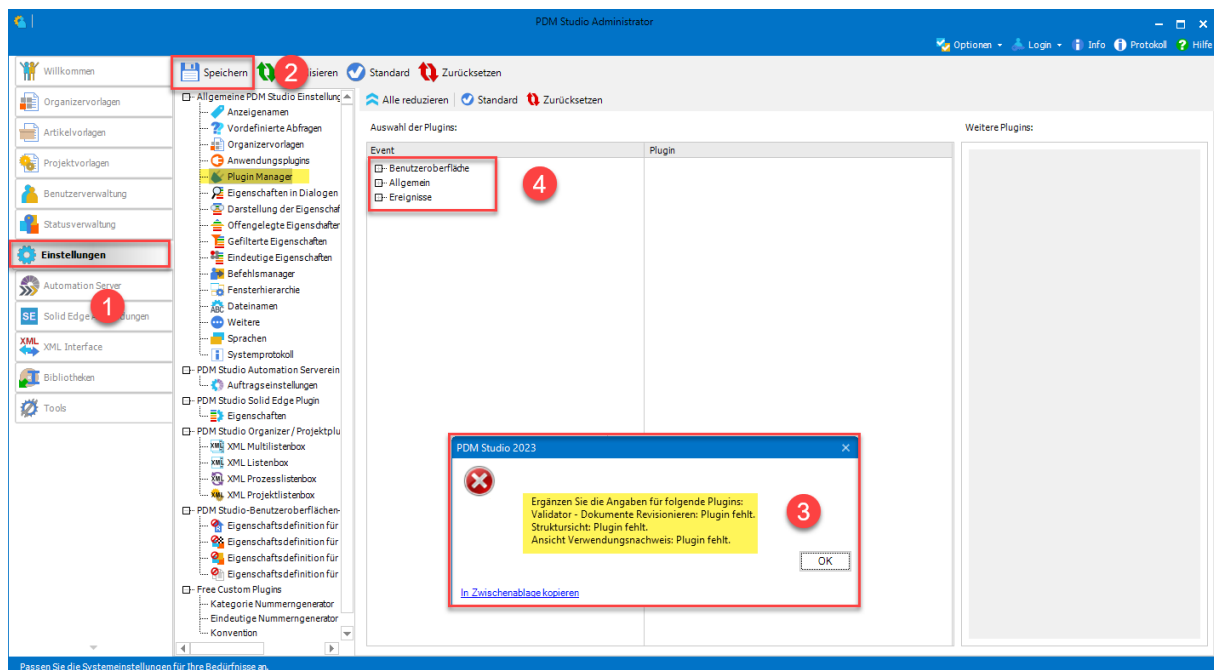 PDM Studio Administrator
Optionen
Login
Info
Protokoll
Hilfe
Willkommen
Organizervorlagen
Artikelvorlagen
Projektvorlagen
Benutzerverwaltung
Statusverwaltung
Einstellungen
Automation Server
1
SE Solid Edge dungen
XML XML Interface
Bibliotheken
Tools
Speichern
2
isieren
Standard
Zurücksetzen
Allgemeine PDM Studio Einstellung
Anzeigenamen
Vordefinierte Abfragen
Organizervorlagen
Anwendungsplugins
Plugin Manager
Eigenschaften in Dialogen
Darstellung der Eigenschaf
Offengelegte Eigenschafter
Gefilterte Eigenschaften
Eindeutige Eigenschaften
Befehlsmanager
Fensterhierarchie
ABC Dateinamen
Weitere
Sprachen
Systemprotokoll
PDM Studio Automation Serverein
Auftragseinstellungen
PDM Studio Solid Edge Plugin
Eigenschaften
PDM Studio Organizer / Projektplu
XML Multilistenbox
XML Listenbox
XML Prozesslistenbox
XML Projektlistenbox
PDM Studio-Benutzeroberflächen-
Eigenschaftsdefinition für
Eigenschaftsdefinition für
Eigenschaftsdefinition für
Eigenschaftsdefinition für
Free Custom Plugins
Kategorie Nummerngenerator
Eindeutige Nummerngenerator
Konvention
Alle reduzieren
Standard
Zurücksetzen
Auswahl der Plugins:
Event
Plugin
Benutzeroberfläche
Allgemein
Ereignisse
4
Weitere Plugins:
PDM Studio 2023
Ergänzen Sie die Angaben für folgende Plugins:
Validator - Dokumente Revisionieren: Plugin fehlt.
Struktursicht: Plugin fehlt.
Ansicht Verwendungsnachweis: Plugin fehlt.
3
OK
In Zwischenablage kopieren
Passen Sie die Systemeinstellungen für Ihre Bedürfnisse an.